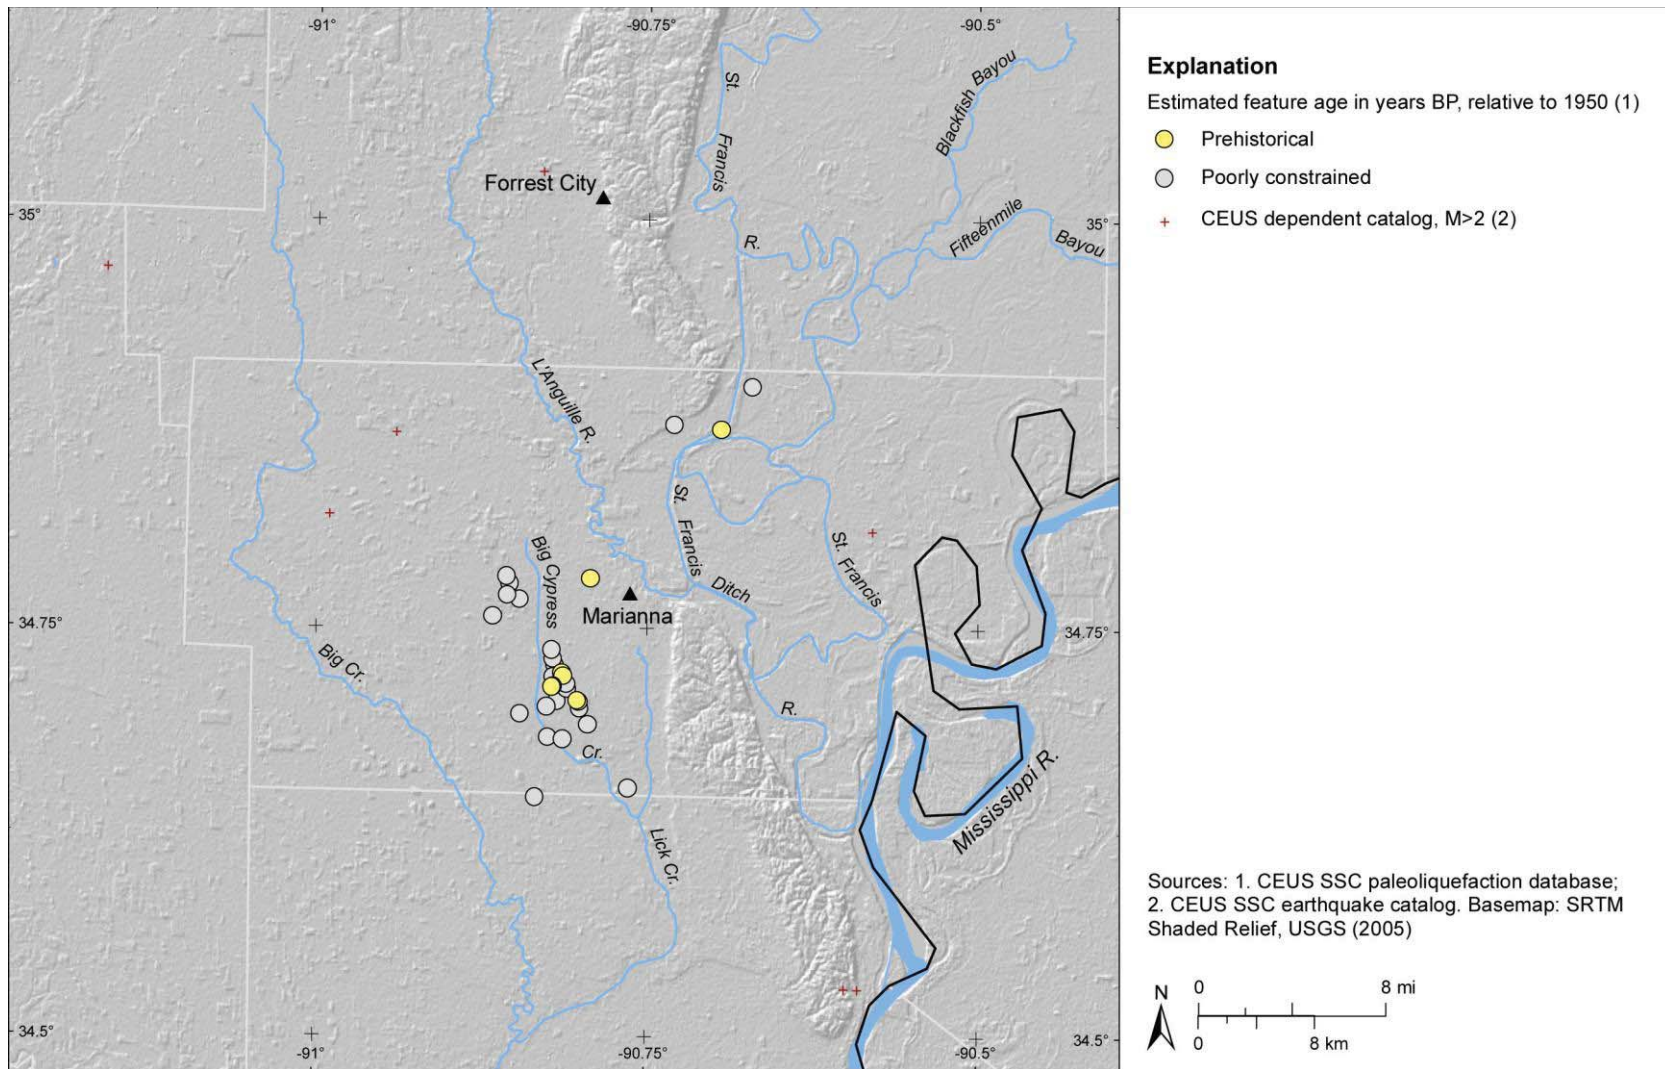 -91°
-90.75°
-90.5°
Explanation
Estimated feature age in years BP, relative to 1950 (1)
Prehistorical
Poorly constrained
CEUS dependent catalog, M>2 (2)
St.
Francis
R.
Blackfish Bayou
Forrest City
35°
35°
Fifteenmile
Bayou
L'Anguille R.
St.
Francis
St. Francis
Big Cypress
Ditch
Marianna
34.75°
34.75°
Big Cr.
R.
Cr.
Mississippi R.
Lick Cr.
Sources: 1. CEUS SSC paleoliquefaction database;
2. CEUS SSC earthquake catalog. Basemap: SRTM
Shaded Relief, USGS (2005)
N
0
8 mi
0
8 km
34.5°
34.5°
-91°
-90.75°
-90.5°